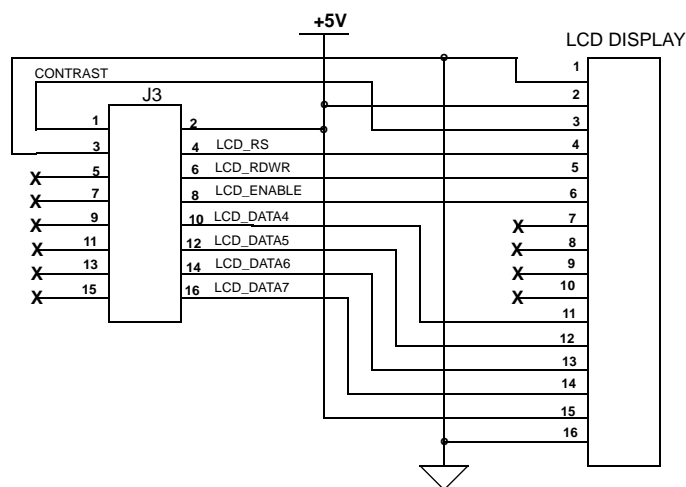 +5V
LCD DISPLAY
CONTRAST
J3
1
3
5
7
9
11
13
15
2
4 LCD_RS
6 LCD_RDWR
8 LCD_ENABLE
10 LCD_DATA4
12 LCD_DATA5
14 LCD_DATA6
16 LCD_DATA7
X
X
X
X
X
X
1
2
3
4
5
6
X 7
X 8
X 9
X 10
11
12
13
14
15
16